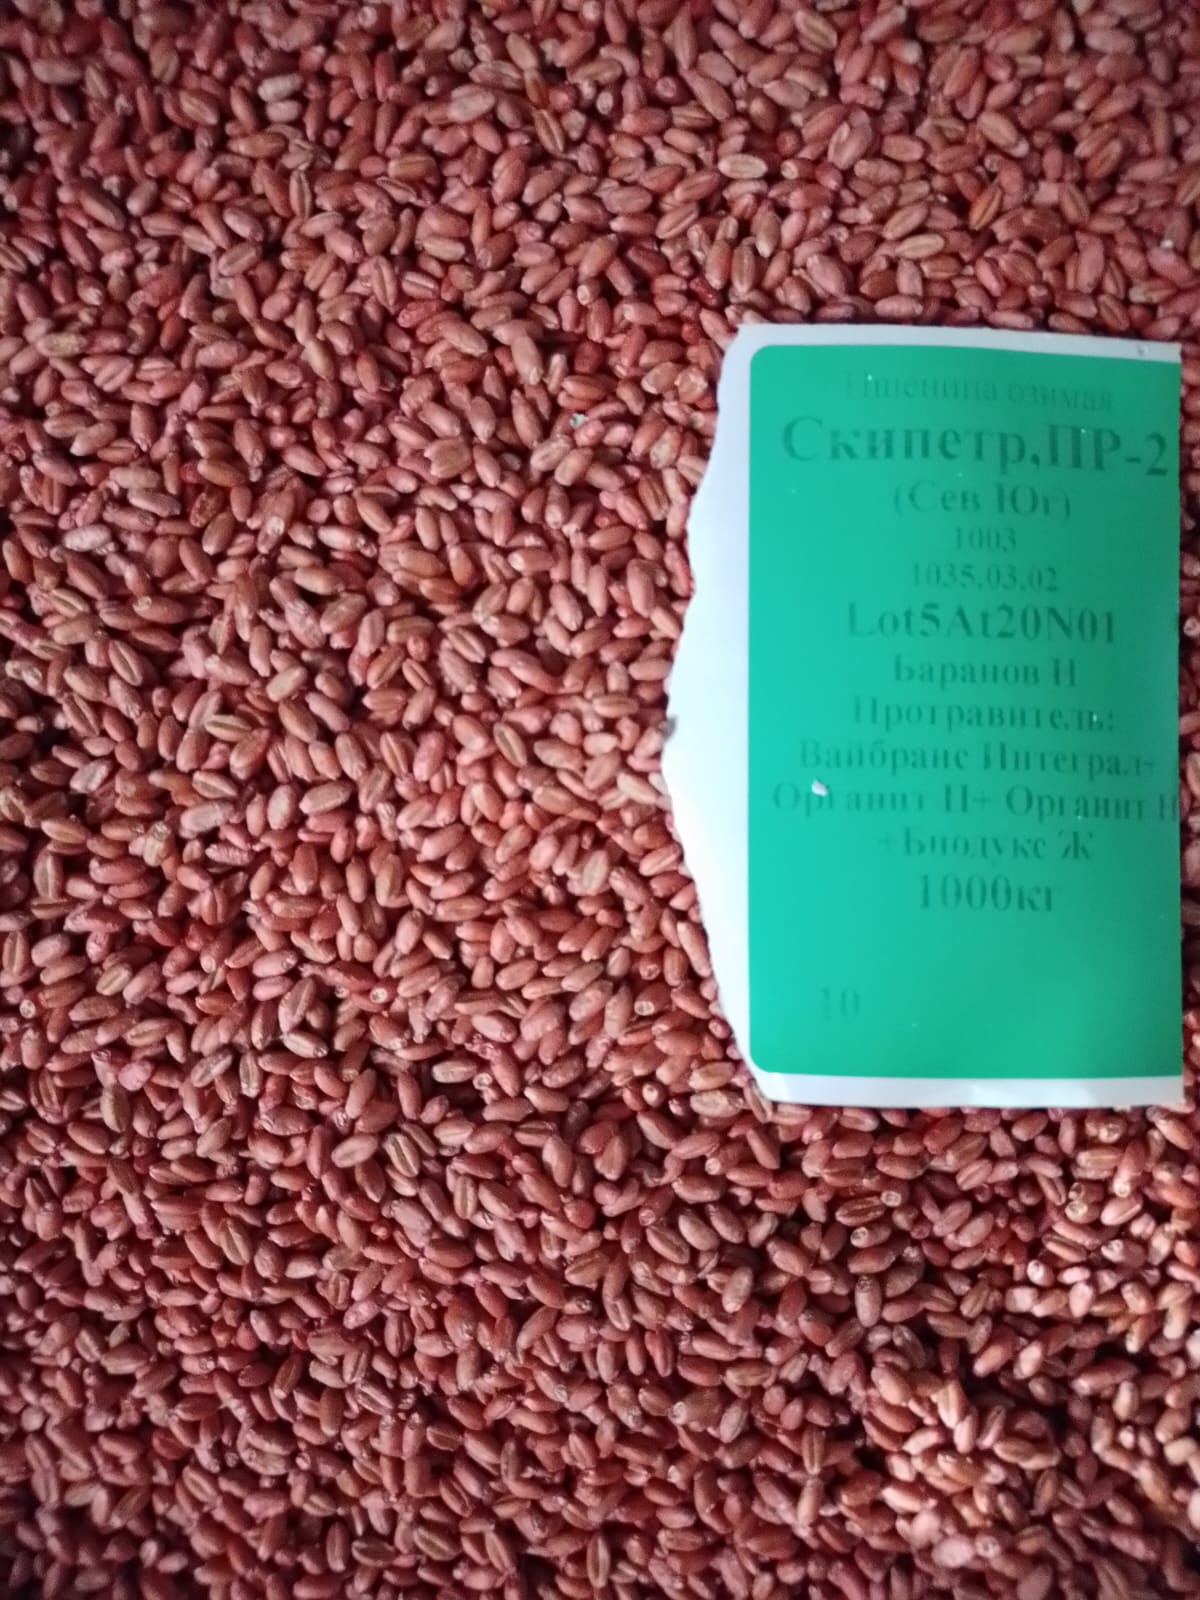 Пшеница озимая
Скипетр,ПР-2
(Сев Юг)
1003
1035.03.02
Lot5At20N01
Баранов Н
Протравитель:
Вайбранс Интеграл+
Органит П+ Органит Н
+Биодукс Ж
1000кг
10